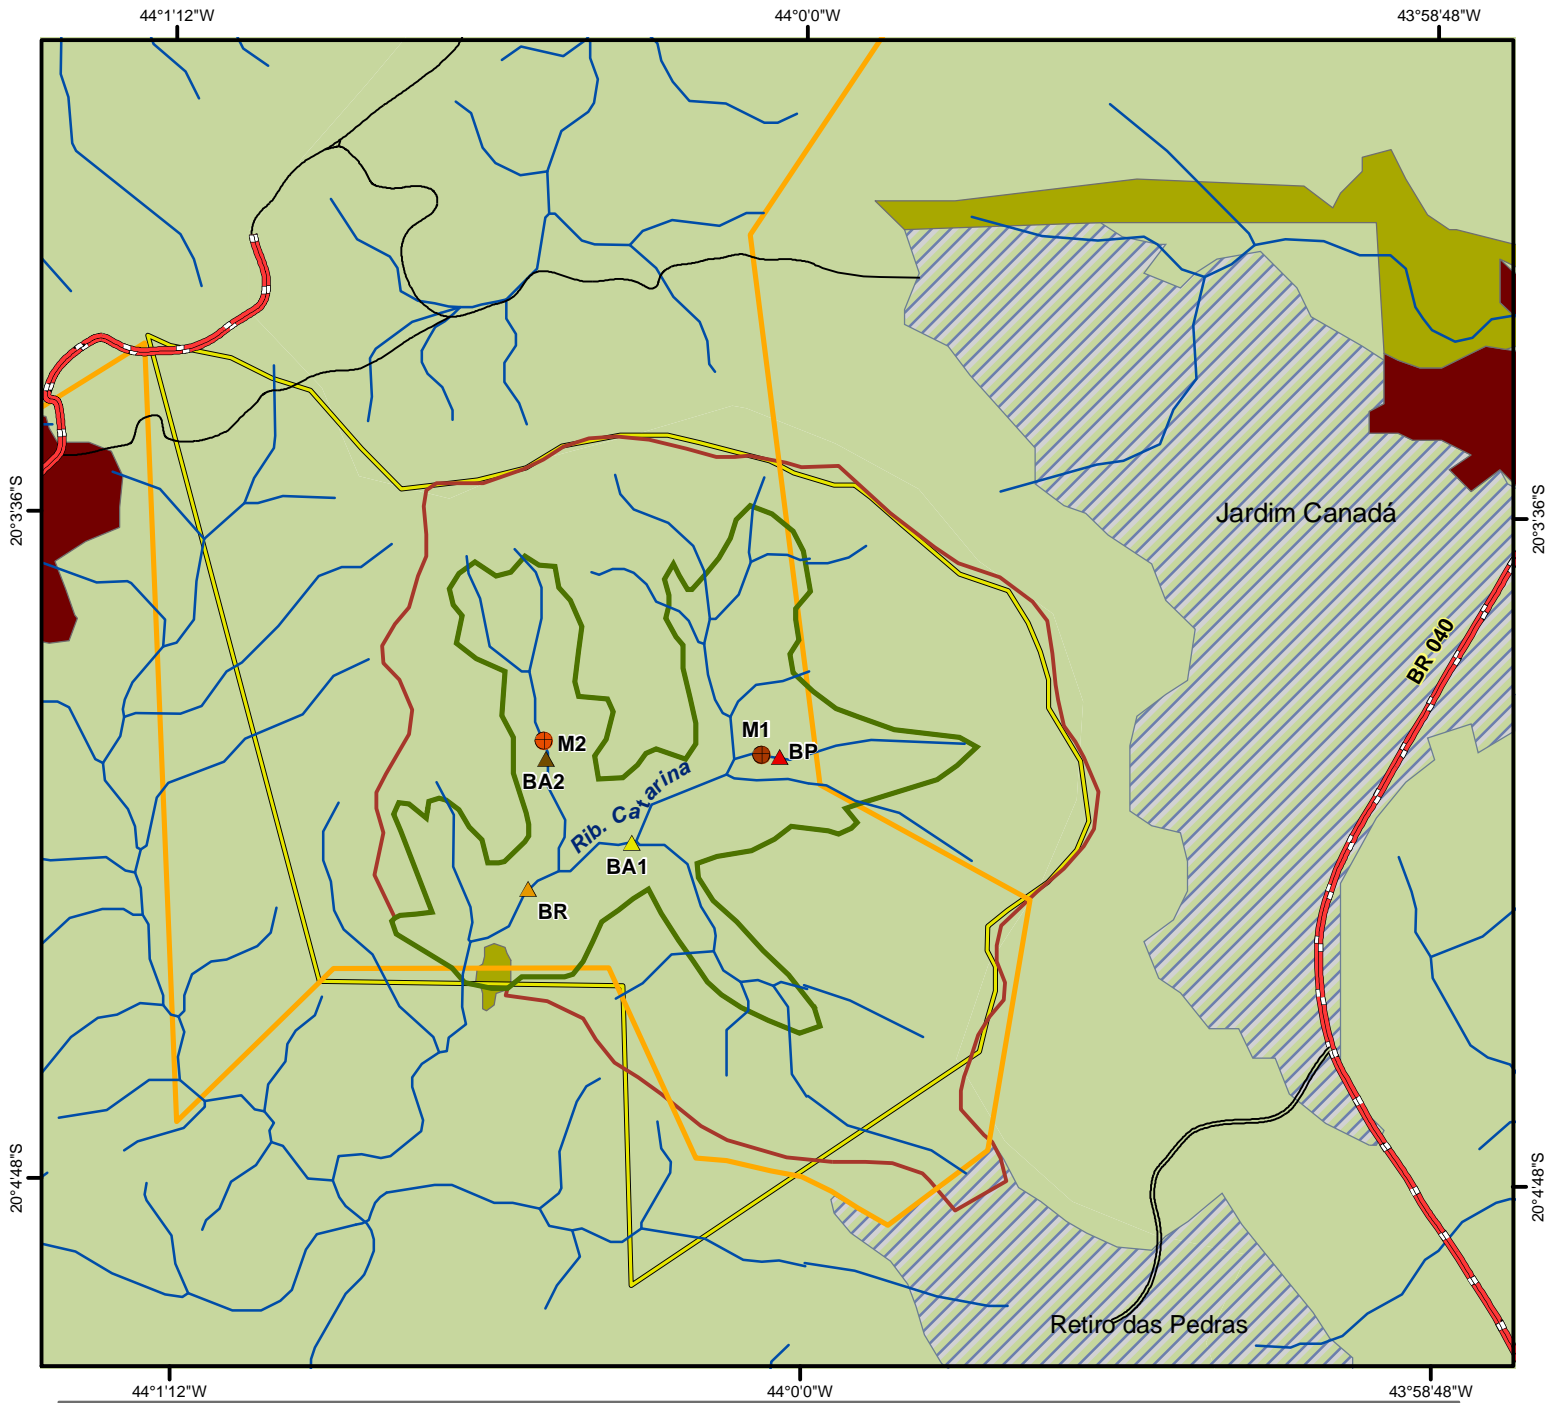 44°1'12"W
44°0'0"W
43°58'48"W
20°3'36"S
20°3'36"S
Jardim Canadá
BR 040
M1
M2
BP
BA2
Rib. Catarina
BA1
BR
20°4'48"S
20°4'48"S
Retiro das Pedras
44°1'12"W
44°0'0"W
43°58'48"W